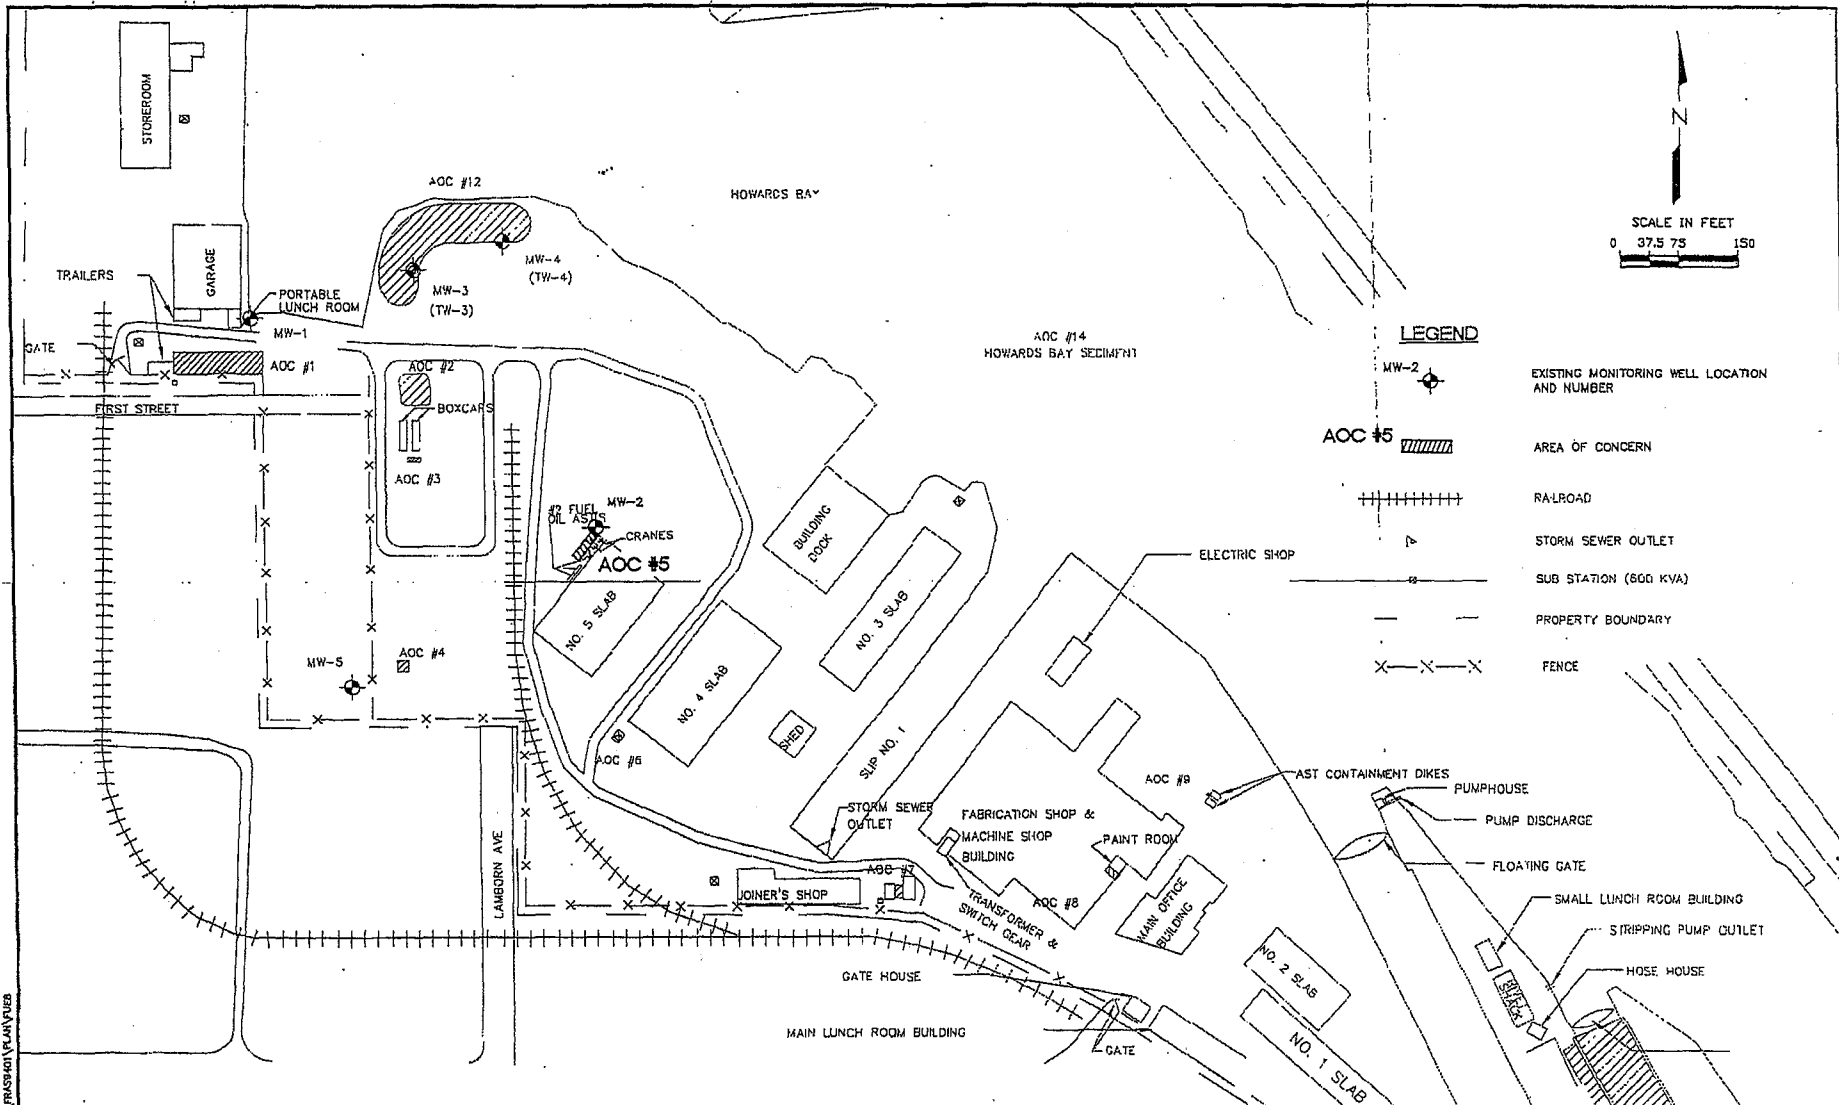 STOREROOM
AOC #12
HOWARDS BAY
N
SCALE IN FEET
0 37.5 75 150
GARAGE
TRAILERS
PORTABLE
LUNCH ROOM
MW-1
MW-4
(TW-4)
MW-3
(TW-3)
GATE
AOC #1
AOC #2
BOXCARS
FIRST STREET
AOC #3
AOC #14
HOWARDS BAY SEDIMENT
LEGEND
MW-2
EXISTING MONITORING WELL LOCATION
AND NUMBER
AOC #5
AREA OF CONCERN
RAILROAD
STORM SEWER OUTLET
SUB STATION (600 KVA)
PROPERTY BOUNDARY
FENCE
#2 FUEL
OIL ASTS
MW-2
CRANES
AOC #5
BUILDING
DOCK
ELECTRIC SHOP
NO. 5 SLAB
NO. 3 SLAB
MW-5
AOC #4
NO. 4 SLAB
SHED
SLIP NO. 1
AOC #6
AOC #9
AST CONTAINMENT DIKES
PUMPHOUSE
PUMP DISCHARGE
FLOATING GATE
STORM SEWER
OUTLET
FABRICATION SHOP &
MACHINE SHOP
BUILDING
PAINT ROOM
LAMBORN AVE
JOINER'S SHOP
AOC #7
TRANSFORMER &
SWITCH GEAR
AOC #8
MAIN OFFICE
BUILDING
SMALL LUNCH ROOM BUILDING
STRIPPING PUMP OUTLET
HOSE HOUSE
GATE HOUSE
NO. 2 SLAB
MAIN LUNCH ROOM BUILDING
GATE
NO. 1 SLAB
SHACK